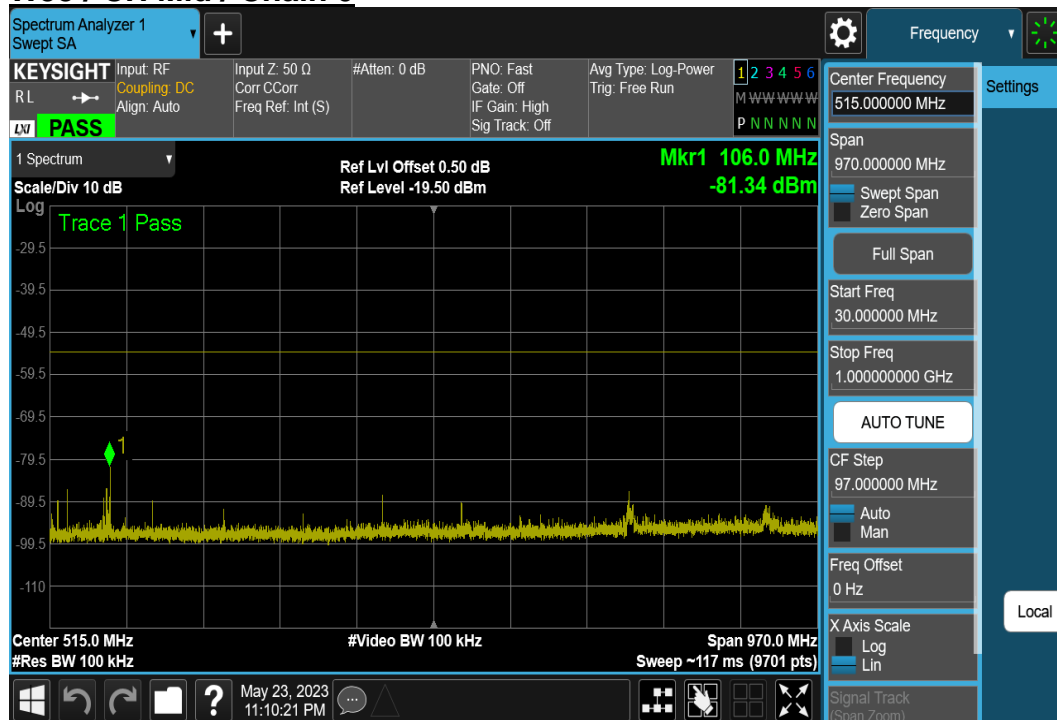 Spectrum Analyzer 1
Swept SA
Frequency
KEYSIGHT
RL
LXI PASS
Input: RF
Coupling: DC
Align: Auto
Input Z: 50 Ω
Corr CCorr
Freq Ref: Int (S)
#Atten: 0 dB
PNO: Fast
Gate: Off
IF Gain: High
Sig Track: Off
Avg Type: Log-Power
Trig: Free Run
1 2 3 4 5 6
M W W W W W
P N N N N N
1 Spectrum
Scale/Div 10 dB
Ref Lvl Offset 0.50 dB
Ref Level -19.50 dBm
Mkr1 106.0 MHz
-81.34 dBm
Log
Trace 1 Pass
-29.5
-39.5
-49.5
-59.5
-69.5
1
-79.5
-89.5
-99.5
-110
Center 515.0 MHz
#Res BW 100 kHz
#Video BW 100 kHz
Span 970.0 MHz
Sweep ~117 ms (9701 pts)
?
May 23, 2023
11:10:21 PM
Center Frequency
515.000000 MHz
Span
970.000000 MHz
Swept Span
Zero Span
Full Span
Start Freq
30.000000 MHz
Stop Freq
1.000000000 GHz
AUTO TUNE
CF Step
97.000000 MHz
Auto
Man
Freq Offset
0 Hz
X Axis Scale
Log
Lin
Signal Track
(Span Zoom)
Settings
Local